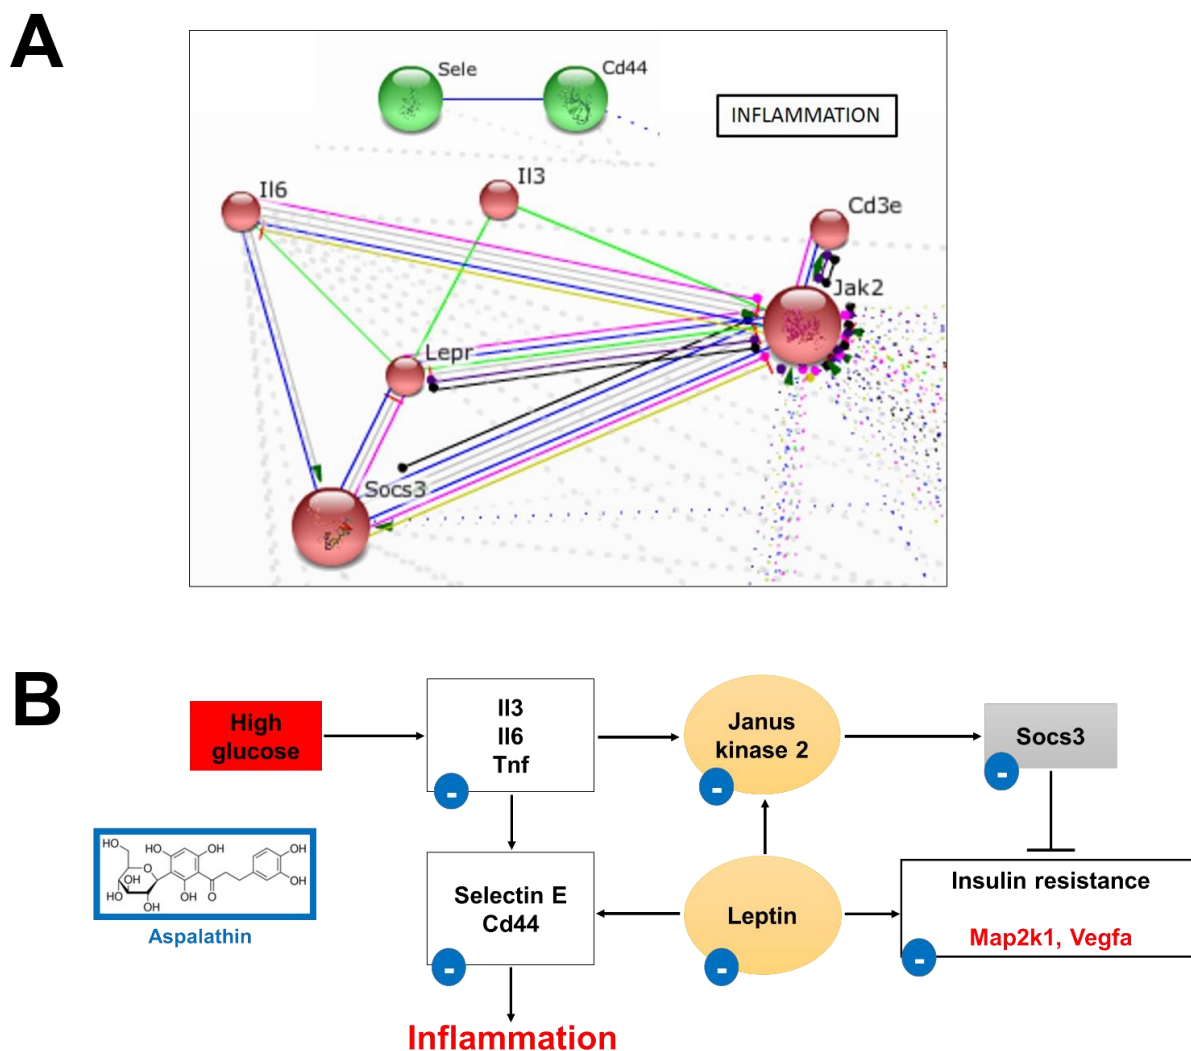 A
Sele
Cd44
INFLAMMATION
Il6
Il3
Cd3e
Jak2
Lepr
Socs3
B
High
glucose
Il3
Il6
Tnf
-
Janus
kinase 2
-
Socs3
-
HO
HO
OH
OH
OH
O
OH
HO
OH
OH
O
OH
Aspalathin
Selectin E
Cd44
-
Leptin
-
Insulin resistance
Map2k1, Vegfa
-
Inflammation